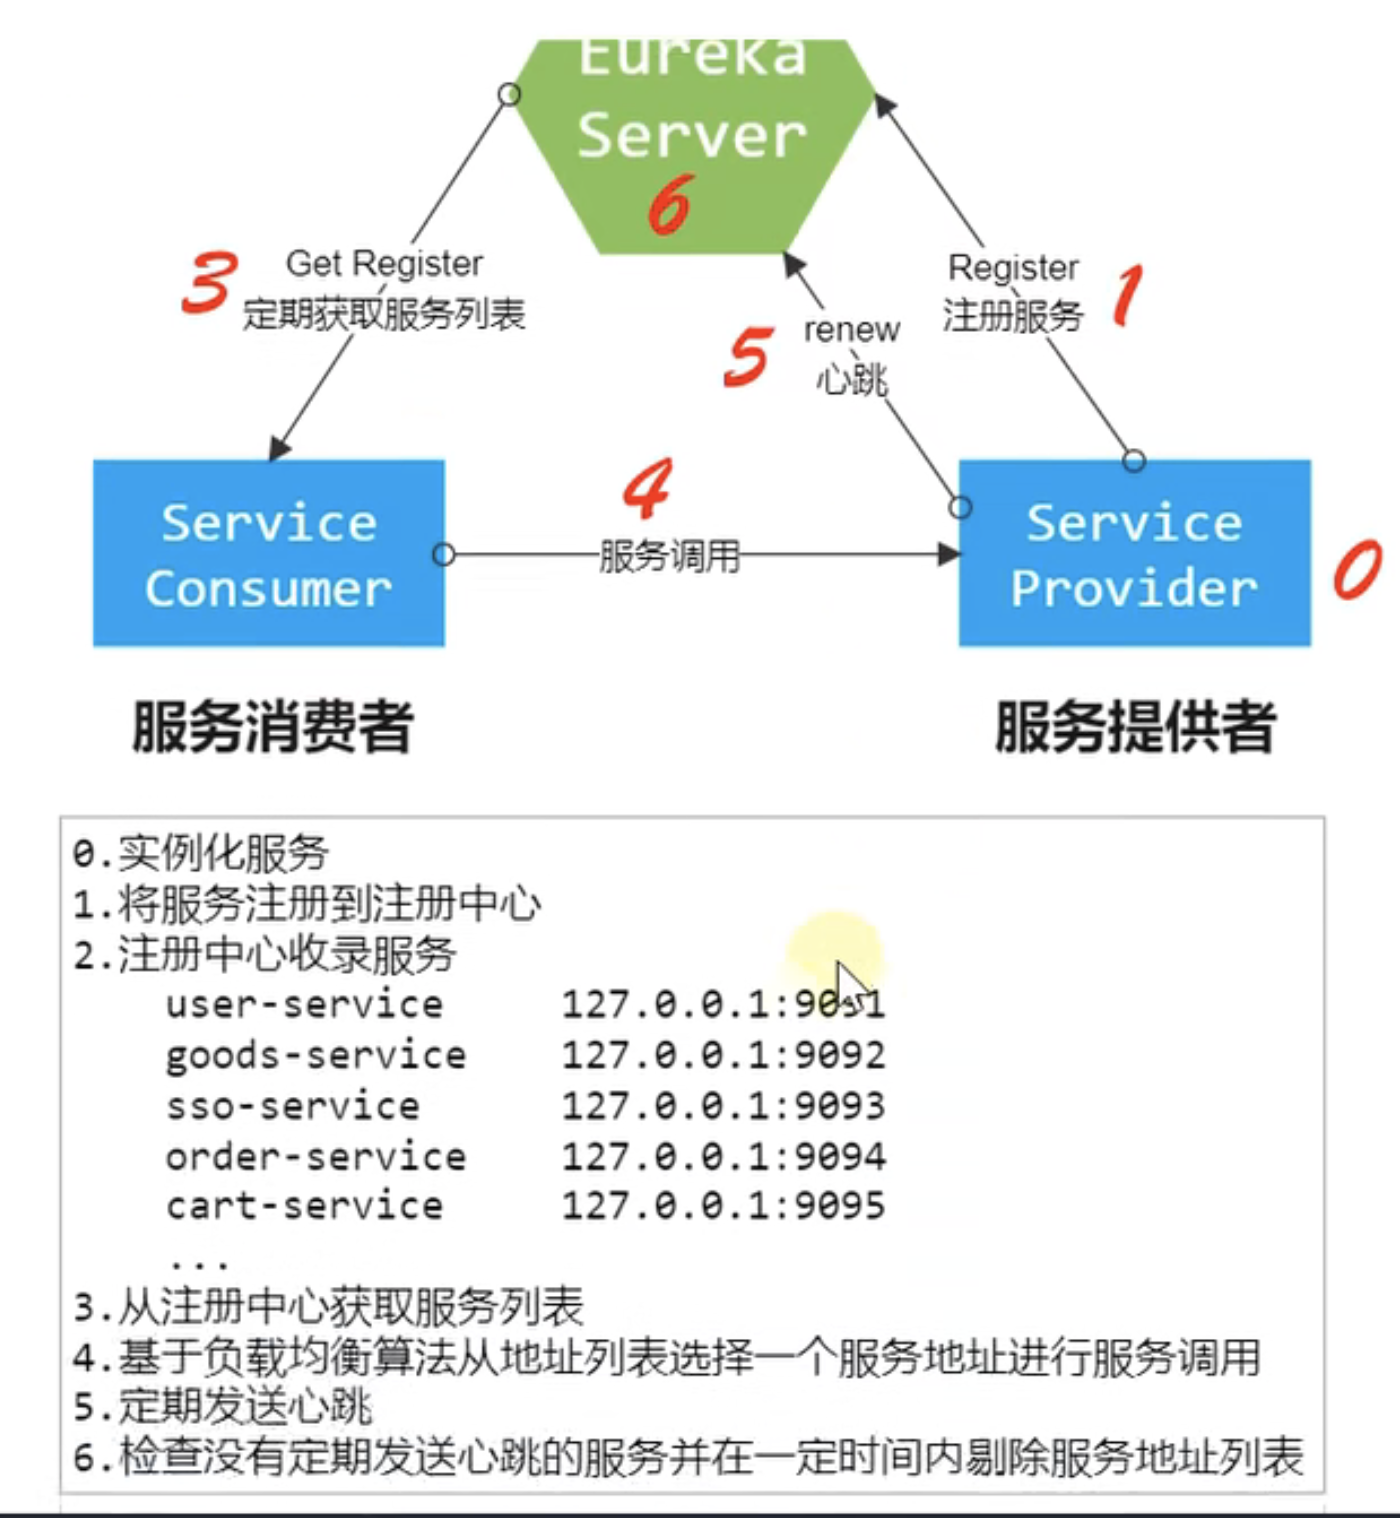 Eureka
Server
6
3
Get Register
定期获取服务列表
Register
注册服务
1
5
renew
心跳
4
服务调用
Service
Consumer
Service
Provider
0
服务消费者
服务提供者
0.实例化服务
1.将服务注册到注册中心
2.注册中心收录服务
user-service 127.0.0.1:9091
goods-service 127.0.0.1:9092
sso-service 127.0.0.1:9093
order-service 127.0.0.1:9094
cart-service 127.0.0.1:9095
...
3.从注册中心获取服务列表
4.基于负载均衡算法从地址列表选择一个服务地址进行服务调用
5.定期发送心跳
6.检查没有定期发送心跳的服务并在一定时间内剔除服务地址列表